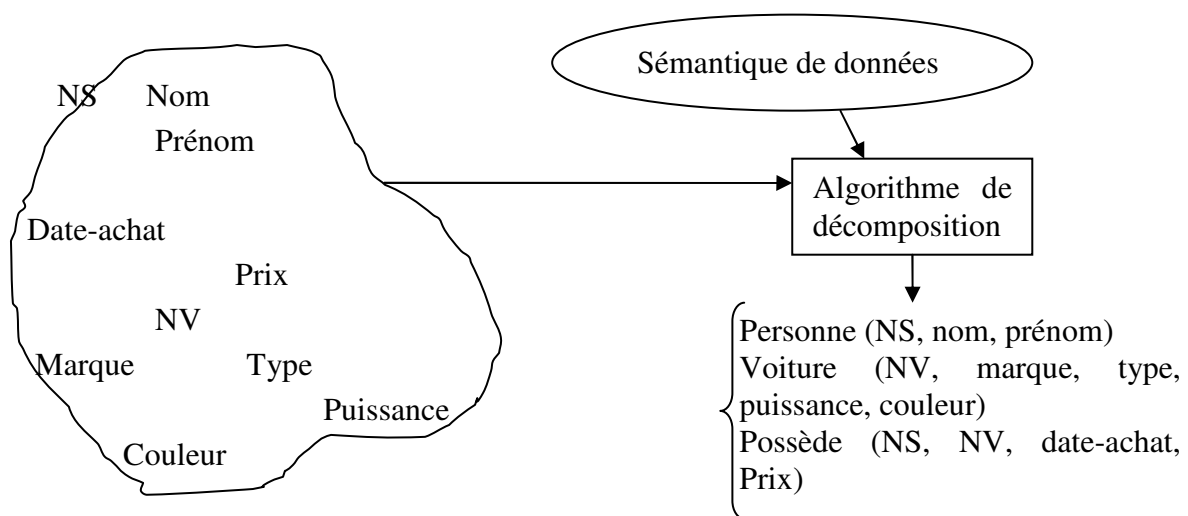 NS Nom
Prénom
Date-achat
Prix
NV
Marque Type
Puissance
Couleur
Sémantique de données
Algorithme de
décomposition
Personne (NS, nom, prénom)
Voiture (NV, marque, type,
puissance, couleur)
Possède (NS, NV, date-achat,
Prix)